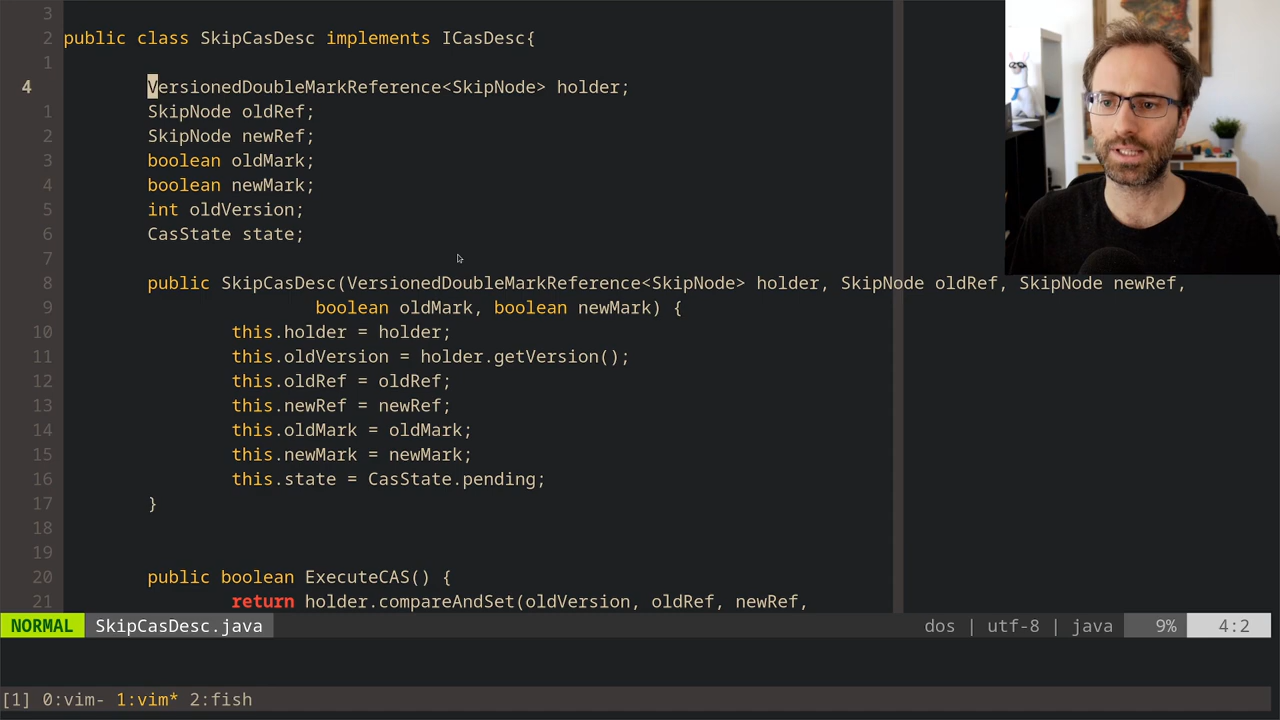 3
2 public class SkipCasDesc implements ICasDesc{
1
4 VersionedDoubleMarkReference<SkipNode> holder;
1 SkipNode oldRef;
2 SkipNode newRef;
3 boolean oldMark;
4 boolean newMark;
5 int oldVersion;
6 CasState state;
7
8 public SkipCasDesc(VersionedDoubleMarkReference<SkipNode> holder, SkipNode oldRef, SkipNode newRef,
9 boolean oldMark, boolean newMark) {
10 this.holder = holder;
11 this.oldVersion = holder.getVersion();
12 this.oldRef = oldRef;
13 this.newRef = newRef;
14 this.oldMark = oldMark;
15 this.newMark = newMark;
16 this.state = CasState.pending;
17 }
18
19
20 public boolean ExecuteCAS() {
21 return holder.compareAndSet(oldVersion, oldRef, newRef,
NORMAL SkipCasDesc.java dos | utf-8 | java 9% 4:2
[1] 0:vim- 1:vim* 2:fish